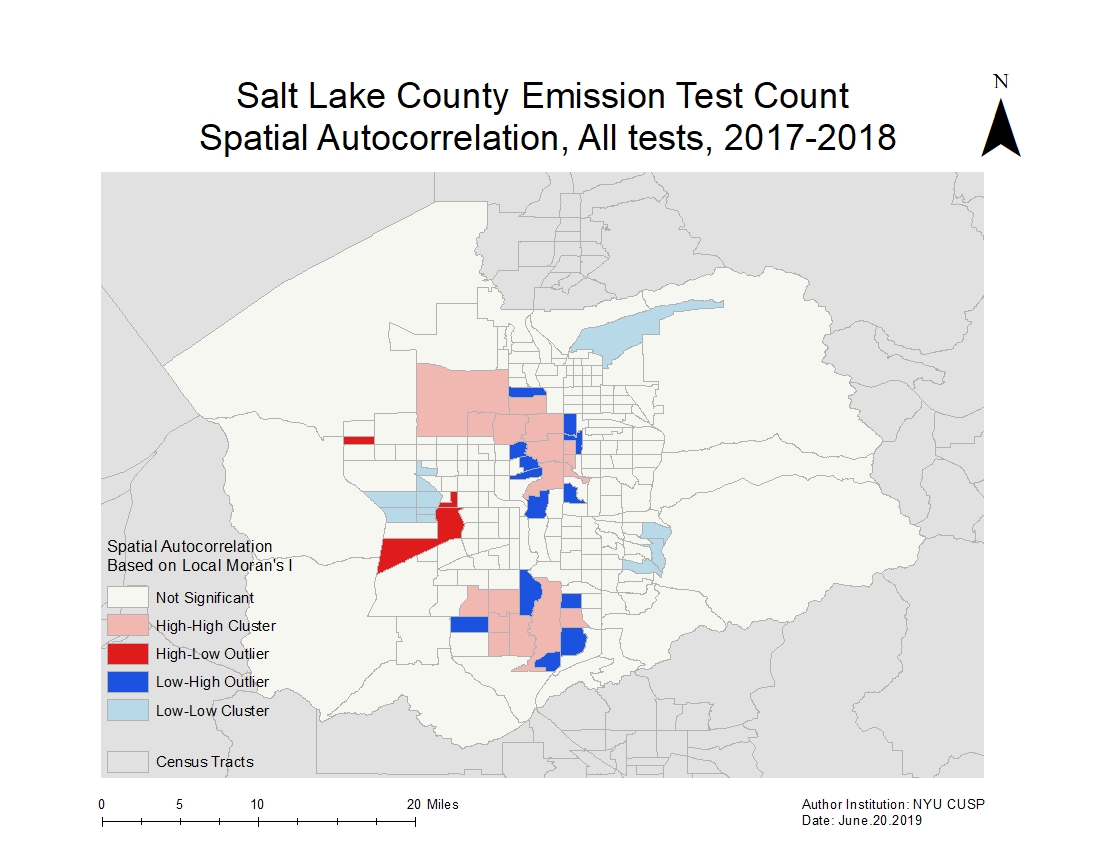 Salt Lake County Emission Test Count
Spatial Autocorrelation, All tests, 2017-2018
N
Spatial Autocorrelation
Based on Local Moran's I
Not Significant
High-High Cluster
High-Low Outlier
Low-High Outlier
Low-Low Cluster
Census Tracts
0 5 10 20 Miles
Author Institution: NYU CUSP
Date: June.20.2019